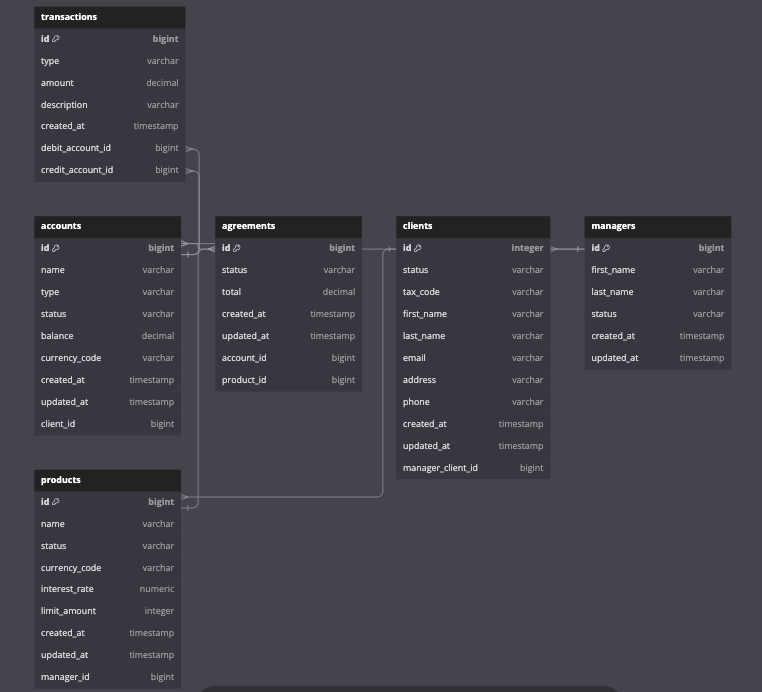 transactions
id bigint
type varchar
amount decimal
description varchar
created_at timestamp
debit_account_id bigint
credit_account_id bigint
accounts
id bigint
name varchar
type varchar
status varchar
balance decimal
currency_code varchar
created_at timestamp
updated_at timestamp
client_id bigint
agreements
id bigint
status varchar
total decimal
created_at timestamp
updated_at timestamp
account_id bigint
product_id bigint
clients
id integer
status varchar
tax_code varchar
first_name varchar
last_name varchar
email varchar
address varchar
phone varchar
created_at timestamp
updated_at timestamp
manager_client_id bigint
managers
id bigint
first_name varchar
last_name varchar
status varchar
created_at timestamp
updated_at timestamp
products
id bigint
name varchar
status varchar
currency_code varchar
interest_rate numeric
limit_amount integer
created_at timestamp
updated_at timestamp
manager_id bigint